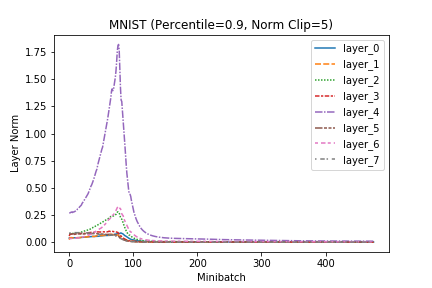 MNIST (Percentile=0.9, Norm Clip=5)
Layer Norm
1.75
1.50
1.25
1.00
0.75
0.50
0.25
0.00
layer_0
layer_1
layer_2
layer_3
layer_4
layer_5
layer_6
layer_7
0 100 200 300 400
Minibatch